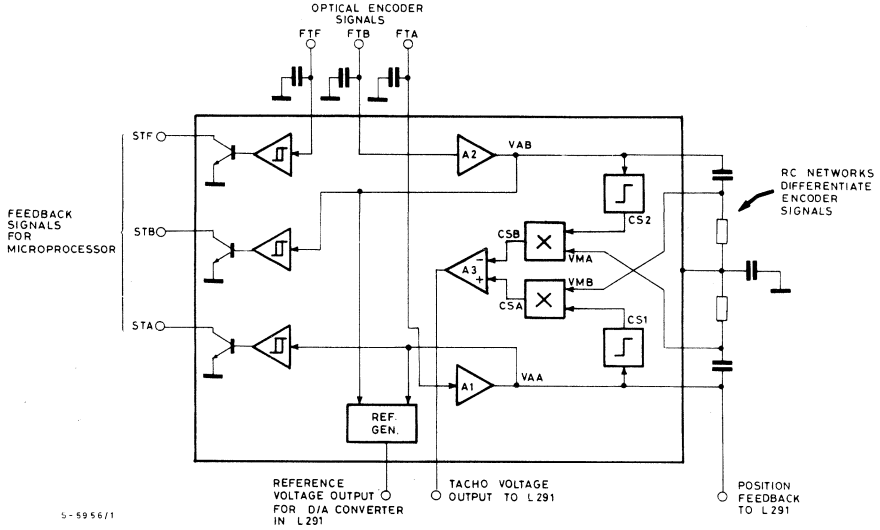 OPTICAL ENCODER
SIGNALS
FTF
FTB
FTA
STF
A2
VAB
RC NETWORKS
DIFFERENTIATE
ENCODER
SIGNALS
FEEDBACK
SIGNALS
FOR
MICROPROCESSOR
STB
CSB
CS2
VMA
A3
-
+
VMB
CSA
CS1
STA
A1
VAA
REF.
GEN.
REFERENCE
VOLTAGE OUTPUT
FOR D/A CONVERTER
IN L291
TACHO VOLTAGE
OUTPUT TO L291
POSITION
FEEDBACK
TO L291
S-5956/1